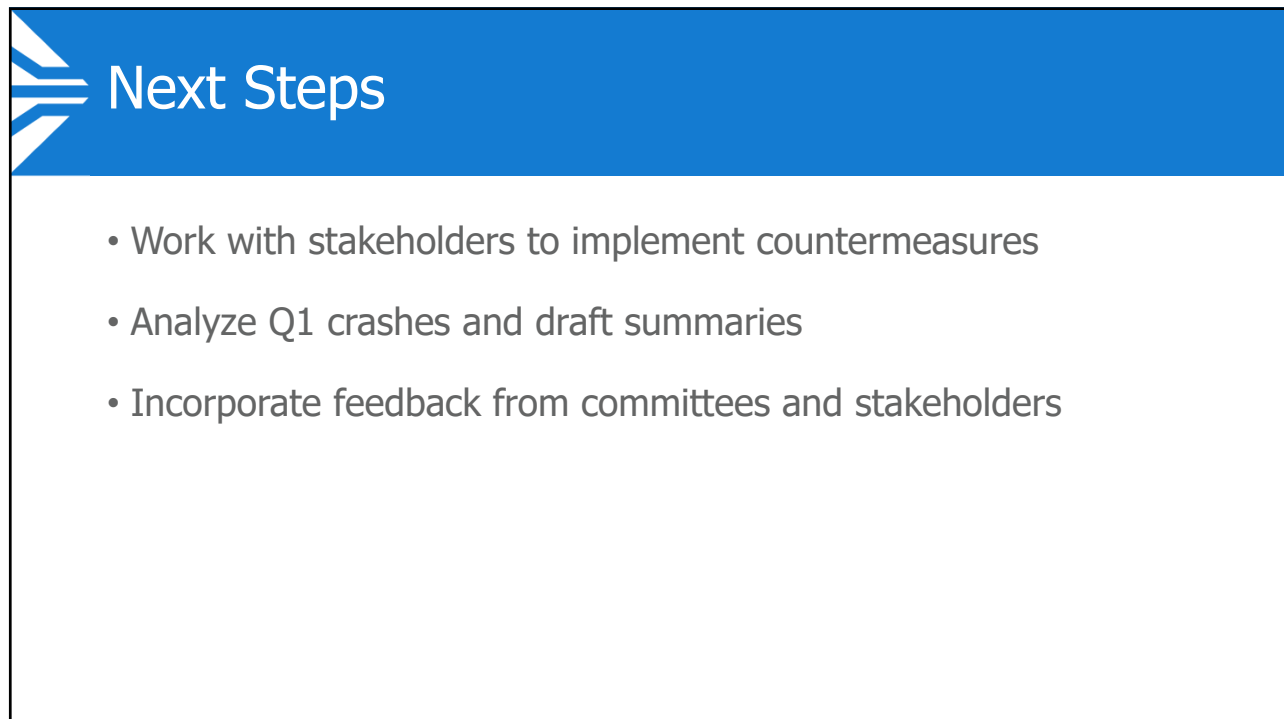 Next Steps
• Work with stakeholders to implement countermeasures
• Analyze Q1 crashes and draft summaries
• Incorporate feedback from committees and stakeholders